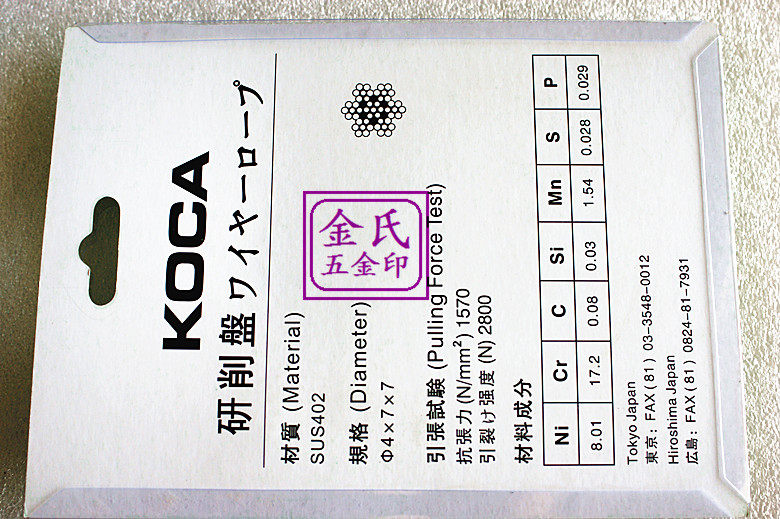 KOCA
研削盤ワイヤーロープ
材質 (Material)
SUS402
規格 (Diameter)
Φ4×7×7
引張試験 (Pulling Force Test)
抗張力 (N/mm²) 1570
引裂け强度 (N) 2800
材料成分
Ni Cr C Si Mn S P
8.01 17.2 0.08 0.03 1.54 0.028 0.029
Tokyo Japan
東京: FAX ( 81 ) 03-3548-0012
Hiroshima Japan
広島: FAX ( 81 ) 0824-81-7931
金氏
五金印